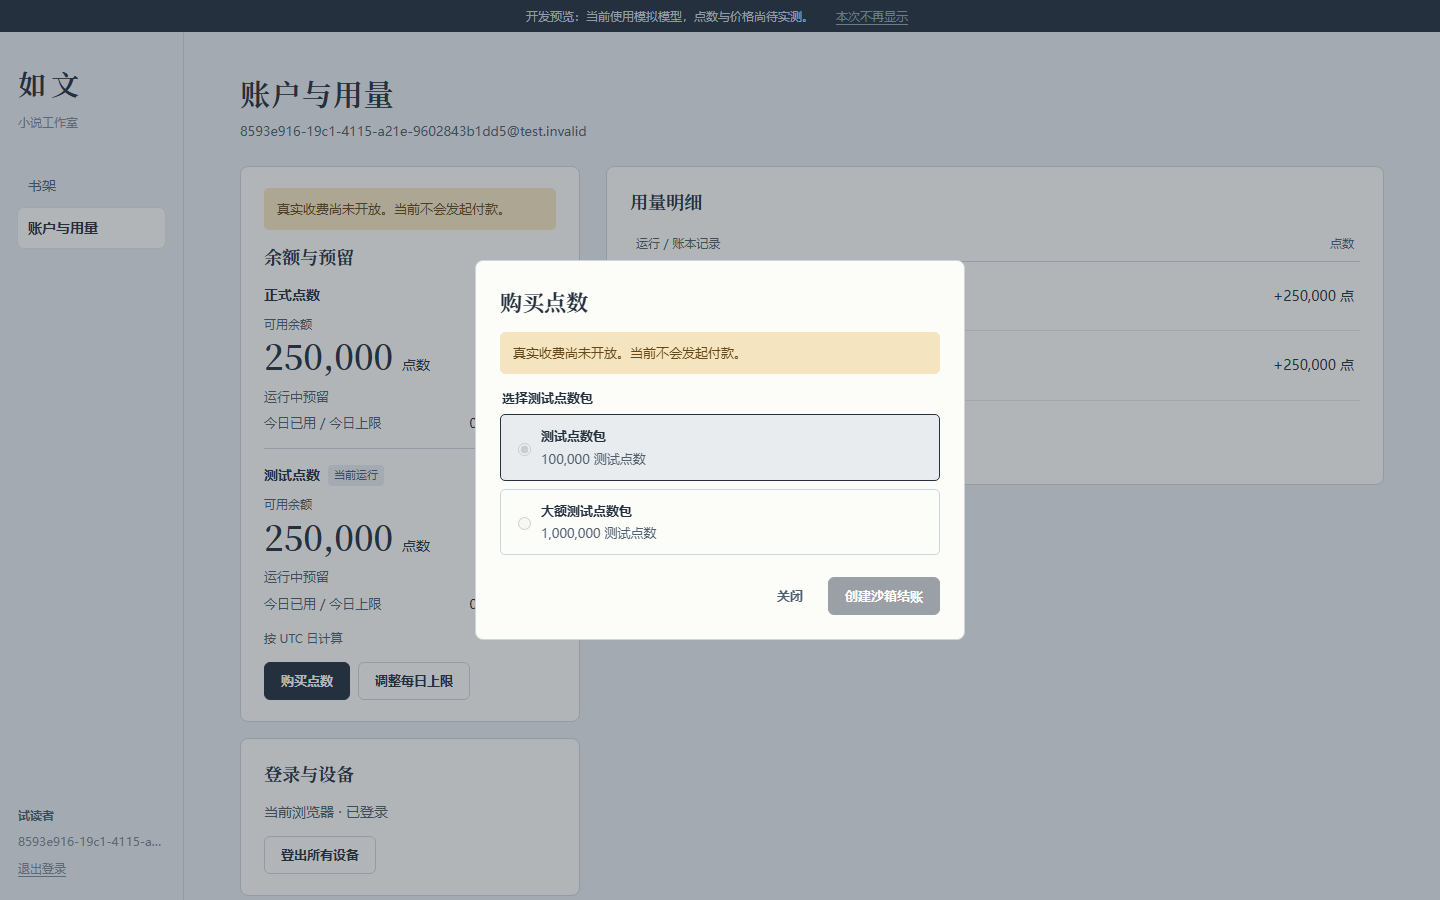 开发预览：当前使用模拟模型，点数与价格尚待实测。 本次不再显示
如文
小说工作室
书架
账户与用量
试读者
8593e916-19c1-4115-a...
退出登录
账户与用量
8593e916-19c1-4115-a21e-9602843b1dd5@test.invalid
真实收费尚未开放。当前不会发起付款。
余额与预留
正式点数
可用余额
250,000 点数
运行中预留
今日已用 / 今日上限
测试点数 当前运行
可用余额
250,000 点数
运行中预留
今日已用 / 今日上限
按 UTC 日计算
购买点数 调整每日上限
登录与设备
当前浏览器 · 已登录
登出所有设备
用量明细
运行 / 账本记录 点数
+250,000 点
+250,000 点
购买点数
真实收费尚未开放。当前不会发起付款。
选择测试点数包
测试点数包
100,000 测试点数
大额测试点数包
1,000,000 测试点数
关闭 创建沙箱结账